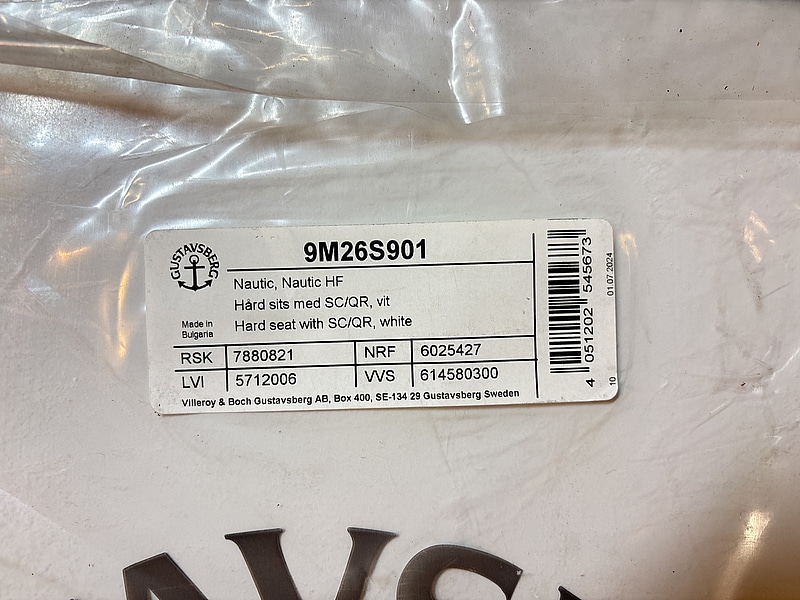 GUSTAVSBERG
9M26S901
Nautic, Nautic HF
Hård sits med SC/QR, vit
Hard seat with SC/QR, white
Made in
Bulgaria
RSK 7880821 NRF 6025427
LVI 5712006 VVS 614580300
Villeroy & Boch Gustavsberg AB, Box 400, SE-134 29 Gustavsberg Sweden
4 051202 545673
01.07.2024
10
AVS